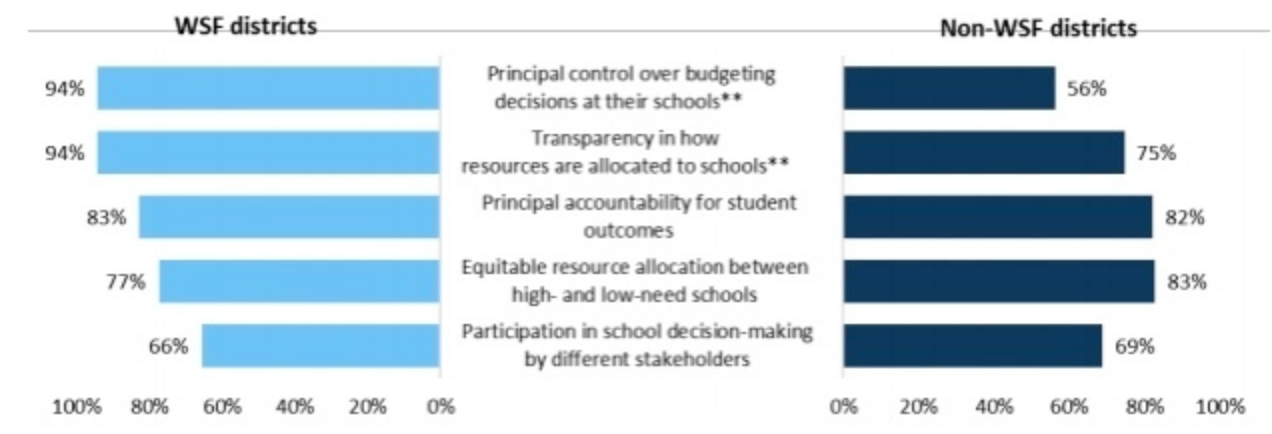 WSF districts
Non-WSF districts
94%
Principal control over budgeting
decisions at their schools**
56%
94%
Transparency in how
resources are allocated to schools**
75%
83%
Principal accountability for student
outcomes
82%
77%
Equitable resource allocation between
high- and low-need schools
83%
66%
Participation in school decision-making
by different stakeholders
69%
100% 80% 60% 40% 20% 0%
0% 20% 40% 60% 80% 100%